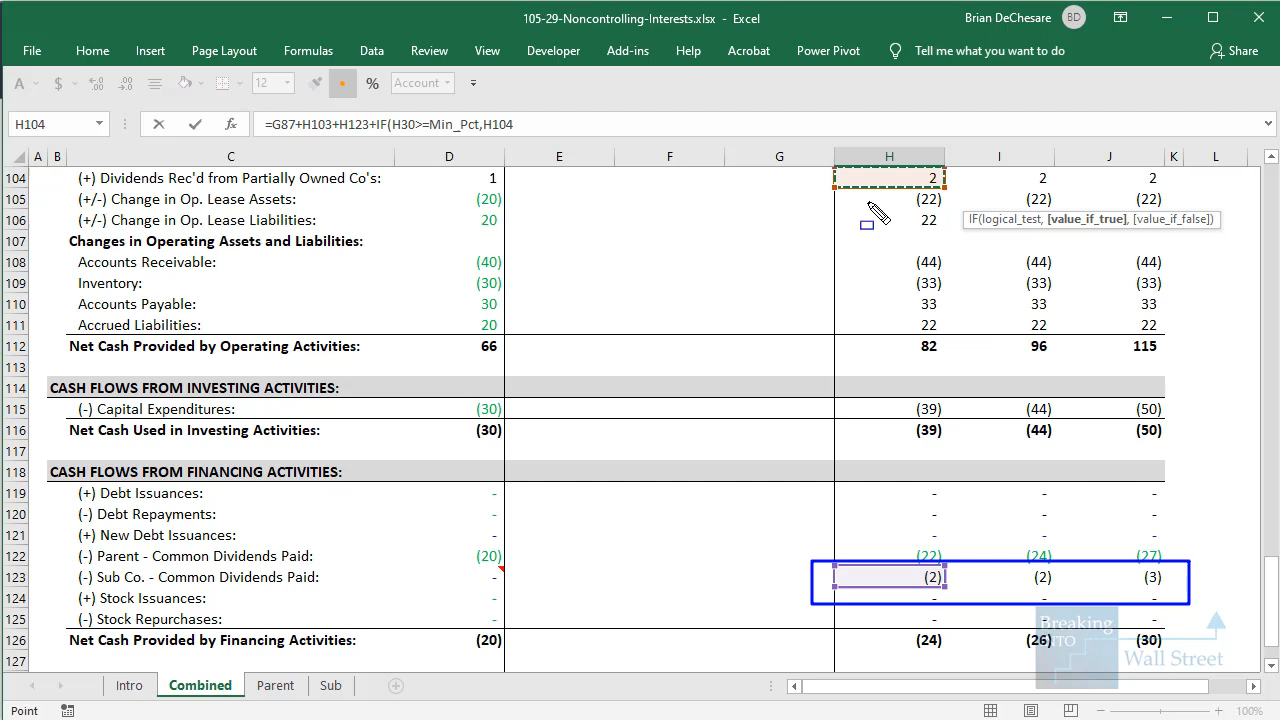 105-29-Noncontrolling-Interests.xlsx - Excel
Brian DeChesare BD
File Home Insert Page Layout Formulas Data Review View Developer Add-ins Help Acrobat Power Pivot Tell me what you want to do Share
A $ 12 % Account
H104 fx =G87+H103+H123+IF(H30>=Min_Pct,H104
IF(logical_test, [value_if_true], [value_if_false])
A B C D E F G H I J K L
104 (+) Dividends Rec'd from Partially Owned Co's: 1 2 2 2
105 (+/-) Change in Op. Lease Assets: (20) (22) (22) (22)
106 (+/-) Change in Op. Lease Liabilities: 20 22
107 Changes in Operating Assets and Liabilities:
108 Accounts Receivable: (40) (44) (44) (44)
109 Inventory: (30) (33) (33) (33)
110 Accounts Payable: 30 33 33 33
111 Accrued Liabilities: 20 22 22 22
112 Net Cash Provided by Operating Activities: 66 82 96 115
113
114 CASH FLOWS FROM INVESTING ACTIVITIES:
115 (-) Capital Expenditures: (30) (39) (44) (50)
116 Net Cash Used in Investing Activities: (30) (39) (44) (50)
117
118 CASH FLOWS FROM FINANCING ACTIVITIES:
119 (+) Debt Issuances: - - - -
120 (-) Debt Repayments: - - - -
121 (+) New Debt Issuances: - - - -
122 (-) Parent - Common Dividends Paid: (20) (22) (24) (27)
123 (-) Sub Co. - Common Dividends Paid: - (2) (2) (3)
124 (+) Stock Issuances: - - - -
125 (-) Stock Repurchases: - - - -
126 Net Cash Provided by Financing Activities: (20) (24) (26) (30)
127
Breaking
INTO
Wall Street
Intro Combined Parent Sub
Point 100%